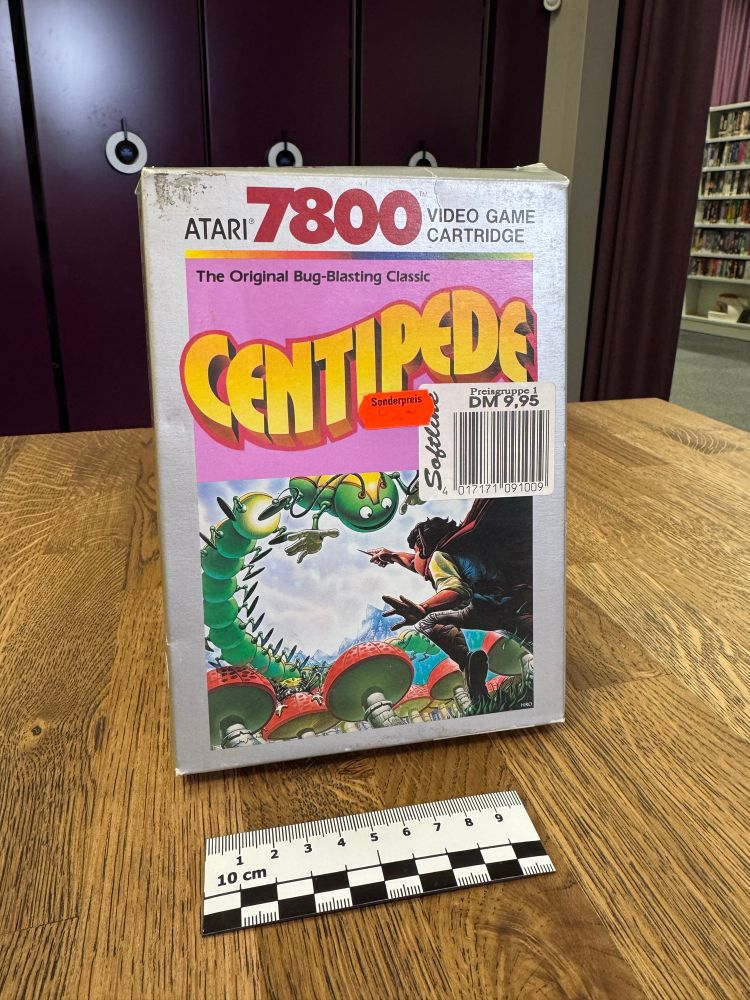 ATARI® 7800™ VIDEO GAME
CARTRIDGE
The Original Bug-Blasting Classic
CENTIPEDE
Sonderpreis
Preisgruppe 1
DM 9,95
Softline
4 017171 091009
1 2 3 4 5 6 7 8 9
10 cm